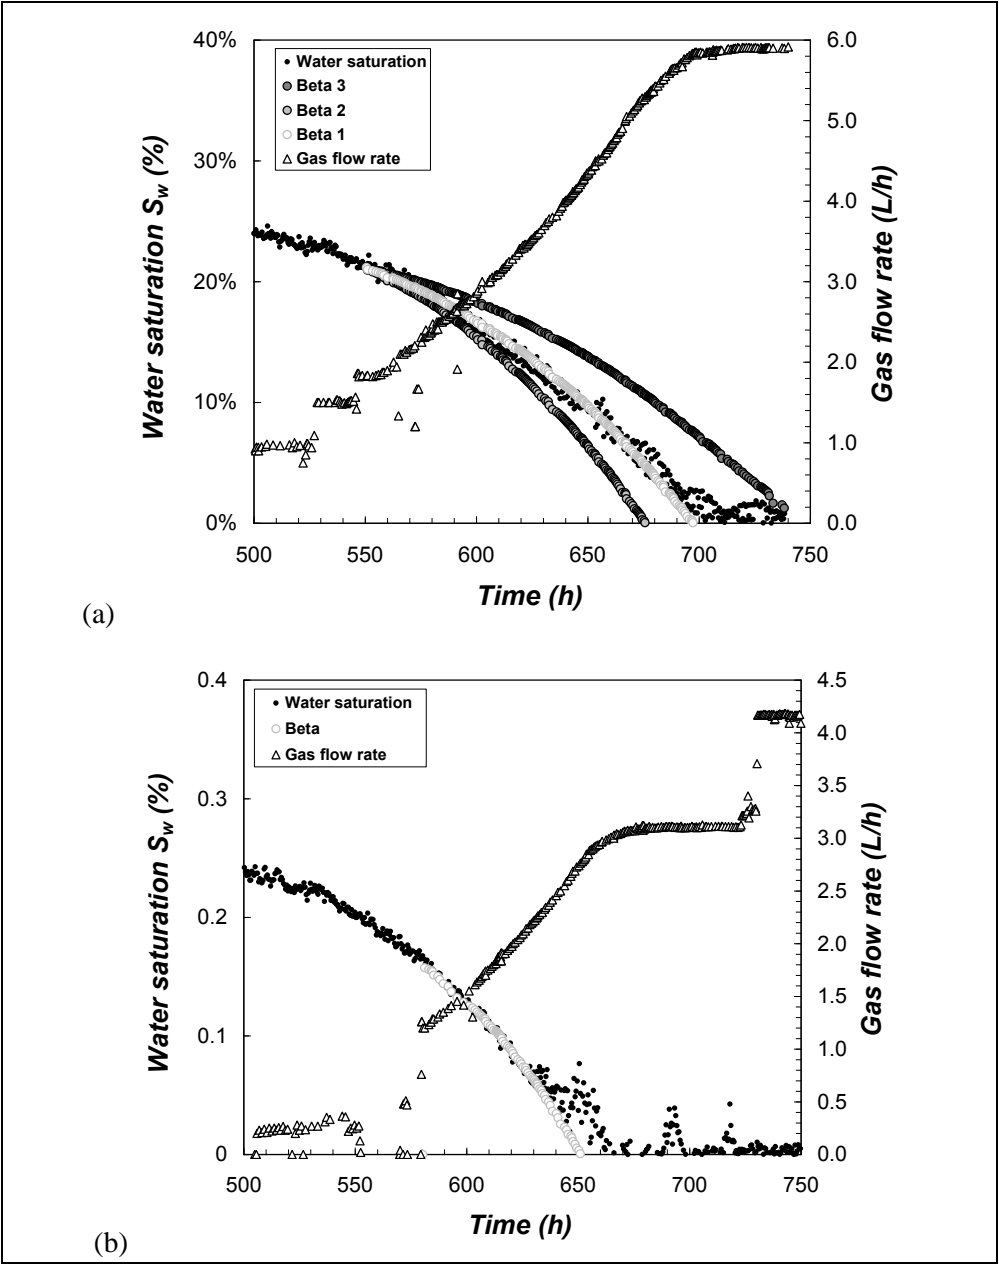 40%
30%
20%
10%
0%
Water saturation Sw (%)
Water saturation
Beta 3
Beta 2
Beta 1
Gas flow rate
6.0
5.0
4.0
3.0
2.0
1.0
0.0
Gas flow rate (L/h)
500 550 600 650 700 750
Time (h)
(a)
0.4
0.3
0.2
0.1
0
Water saturation Sw (%)
Water saturation
Beta
Gas flow rate
4.5
4.0
3.5
3.0
2.5
2.0
1.5
1.0
0.5
0.0
Gas flow rate (L/h)
500 550 600 650 700 750
Time (h)
(b)